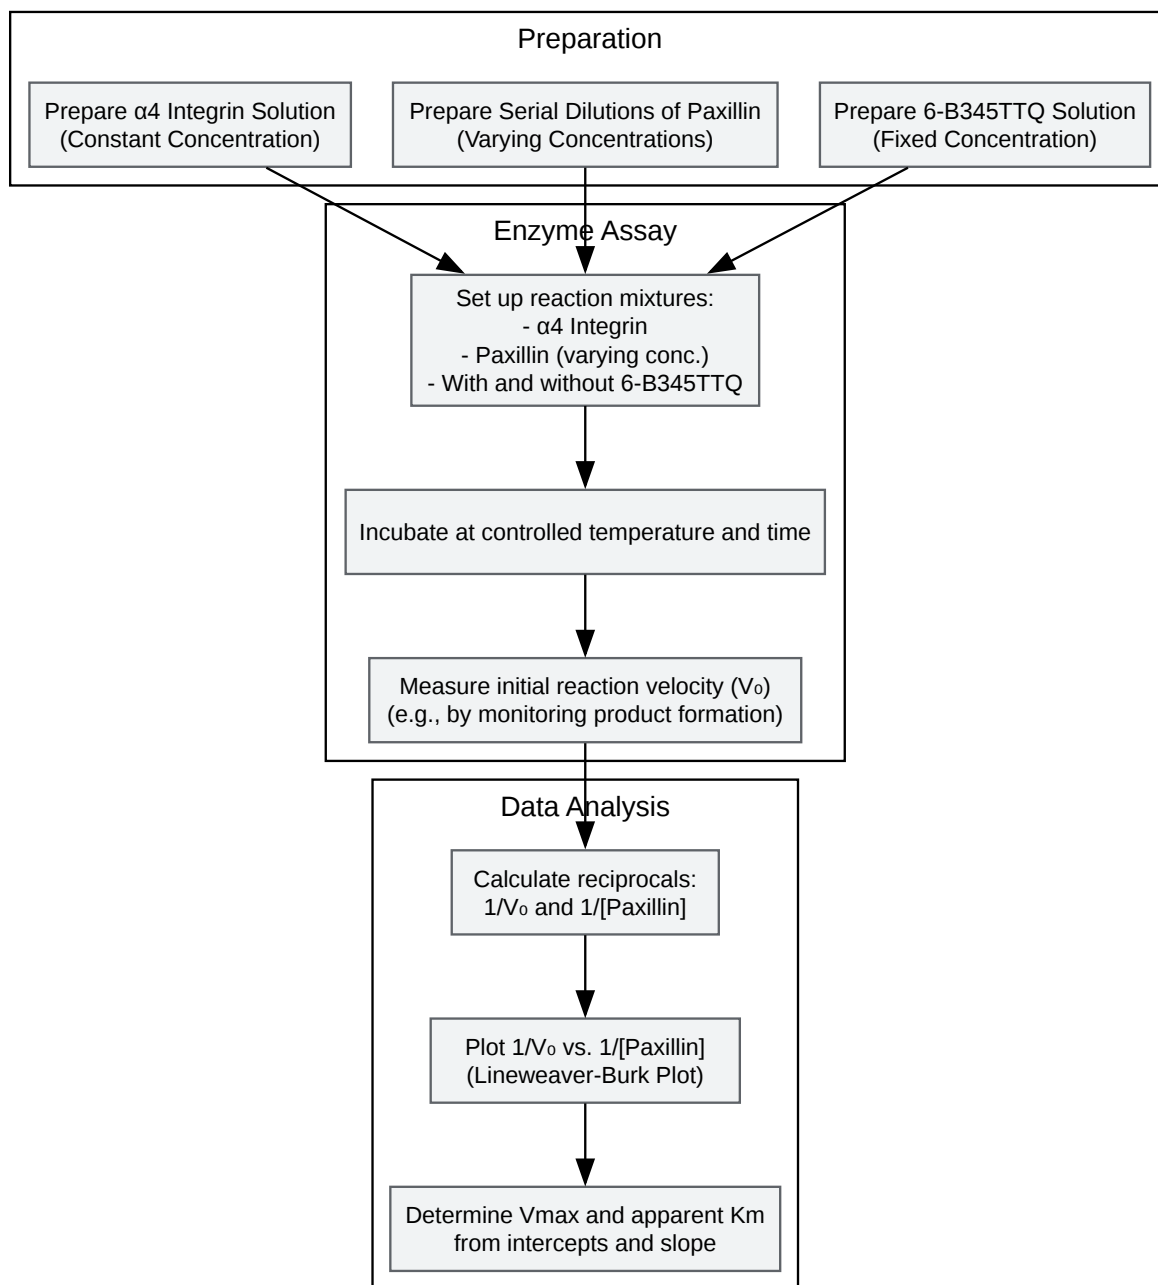 Preparation
Prepare α4 Integrin Solution
(Constant Concentration)
Prepare Serial Dilutions of Paxillin
(Varying Concentrations)
Prepare 6-B345TTQ Solution
(Fixed Concentration)
Enzyme Assay
Set up reaction mixtures:
- α4 Integrin
- Paxillin (varying conc.)
- With and without 6-B345TTQ
Incubate at controlled temperature and time
Measure initial reaction velocity (V₀)
(e.g., by monitoring product formation)
Data Analysis
Calculate reciprocals:
1/V₀ and 1/[Paxillin]
Plot 1/V₀ vs. 1/[Paxillin]
(Lineweaver-Burk Plot)
Determine Vmax and apparent Km
from intercepts and slope